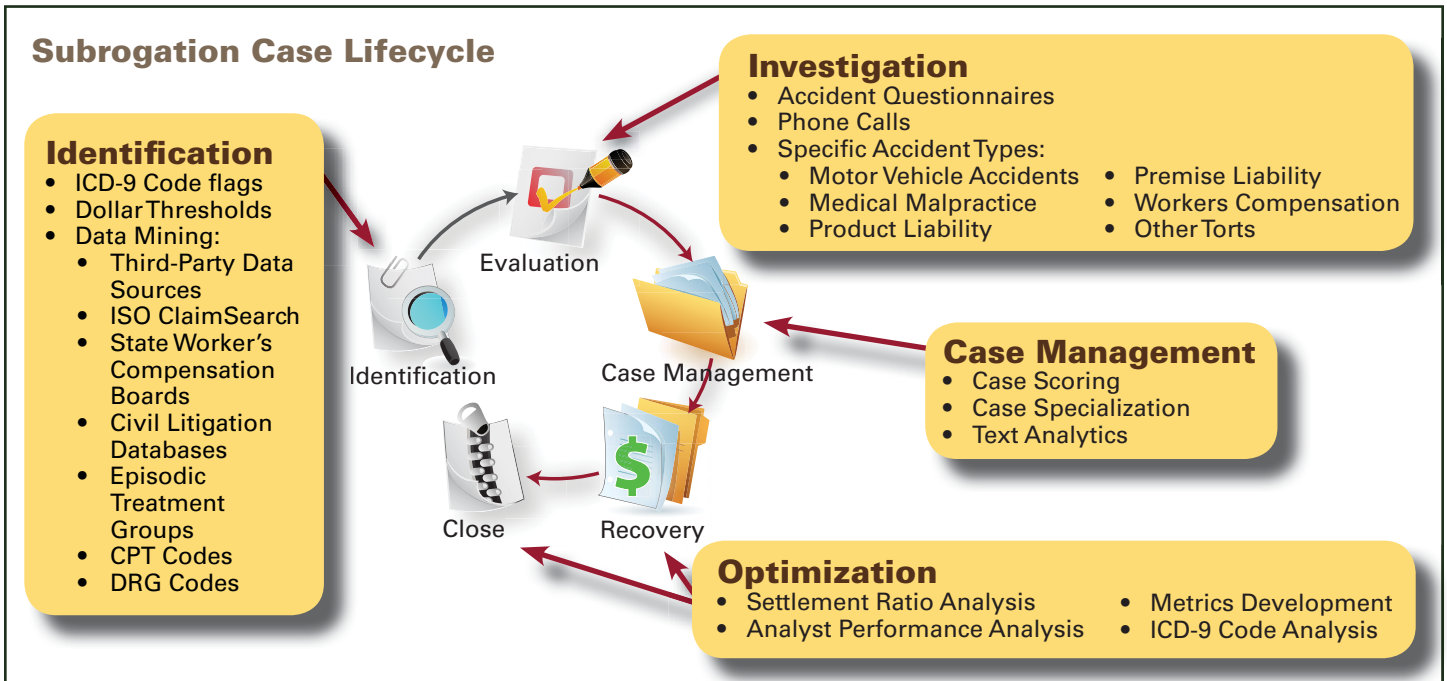 Subrogation Case Lifecycle
Identification
• ICD-9 Code flags
• Dollar Thresholds
• Data Mining:
• Third-Party Data
Sources
• ISO ClaimSearch
• State Worker's
Compensation
Boards
• Civil Litigation
Databases
• Episodic
Treatment
Groups
• CPT Codes
• DRG Codes
Investigation
• Accident Questionnaires
• Phone Calls
• Specific Accident Types:
• Motor Vehicle Accidents
• Medical Malpractice
• Product Liability
• Premise Liability
• Workers Compensation
• Other Torts
Evaluation
Identification
Case Management
Close
Recovery
$
Case Management
• Case Scoring
• Case Specialization
• Text Analytics
Optimization
• Settlement Ratio Analysis
• Analyst Performance Analysis
• Metrics Development
• ICD-9 Code Analysis